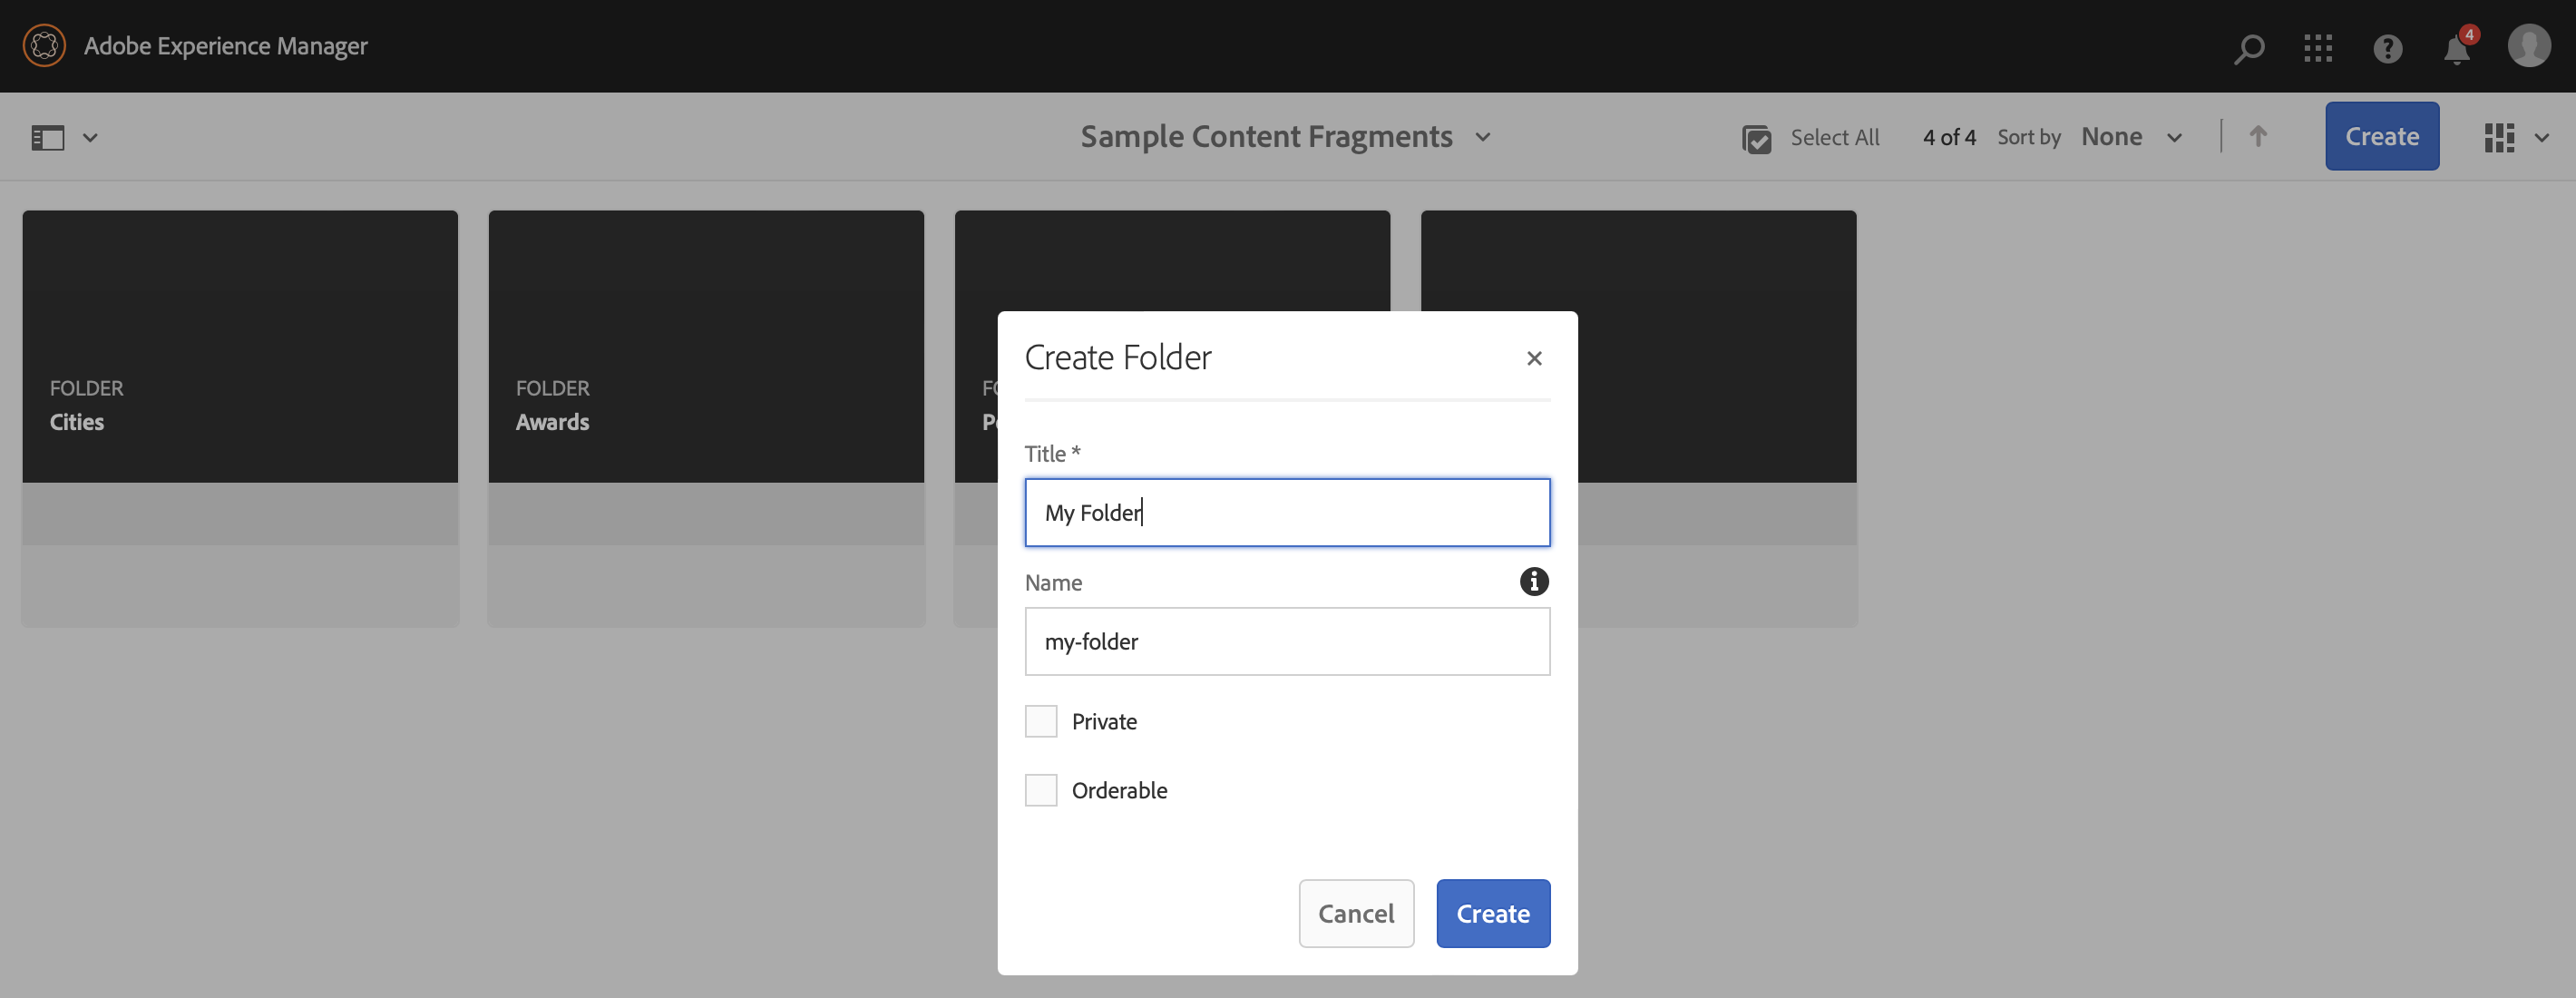 Adobe Experience Manager
4
Sample Content Fragments
Select All 4 of 4 Sort by None
Create
FOLDER
Cities
FOLDER
Awards
Create Folder
Title *
My Folder
Name
my-folder
Private
Orderable
Cancel
Create